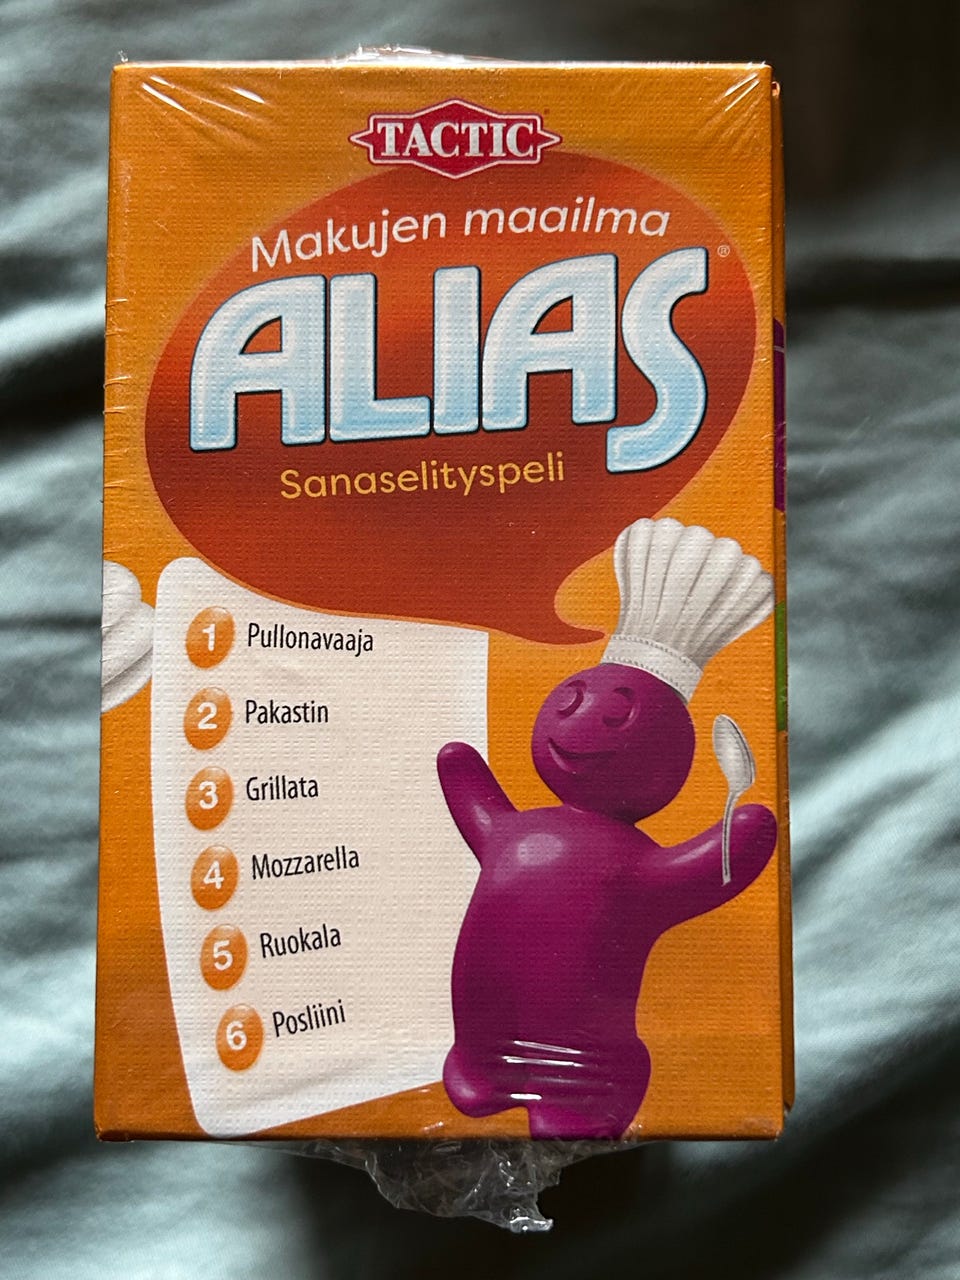 TACTIC
Makujen maailma
ALIAS®
Sanaselityspeli
1 Pullonavaaja
2 Pakastin
3 Grillata
4 Mozzarella
5 Ruokala
6 Posliini